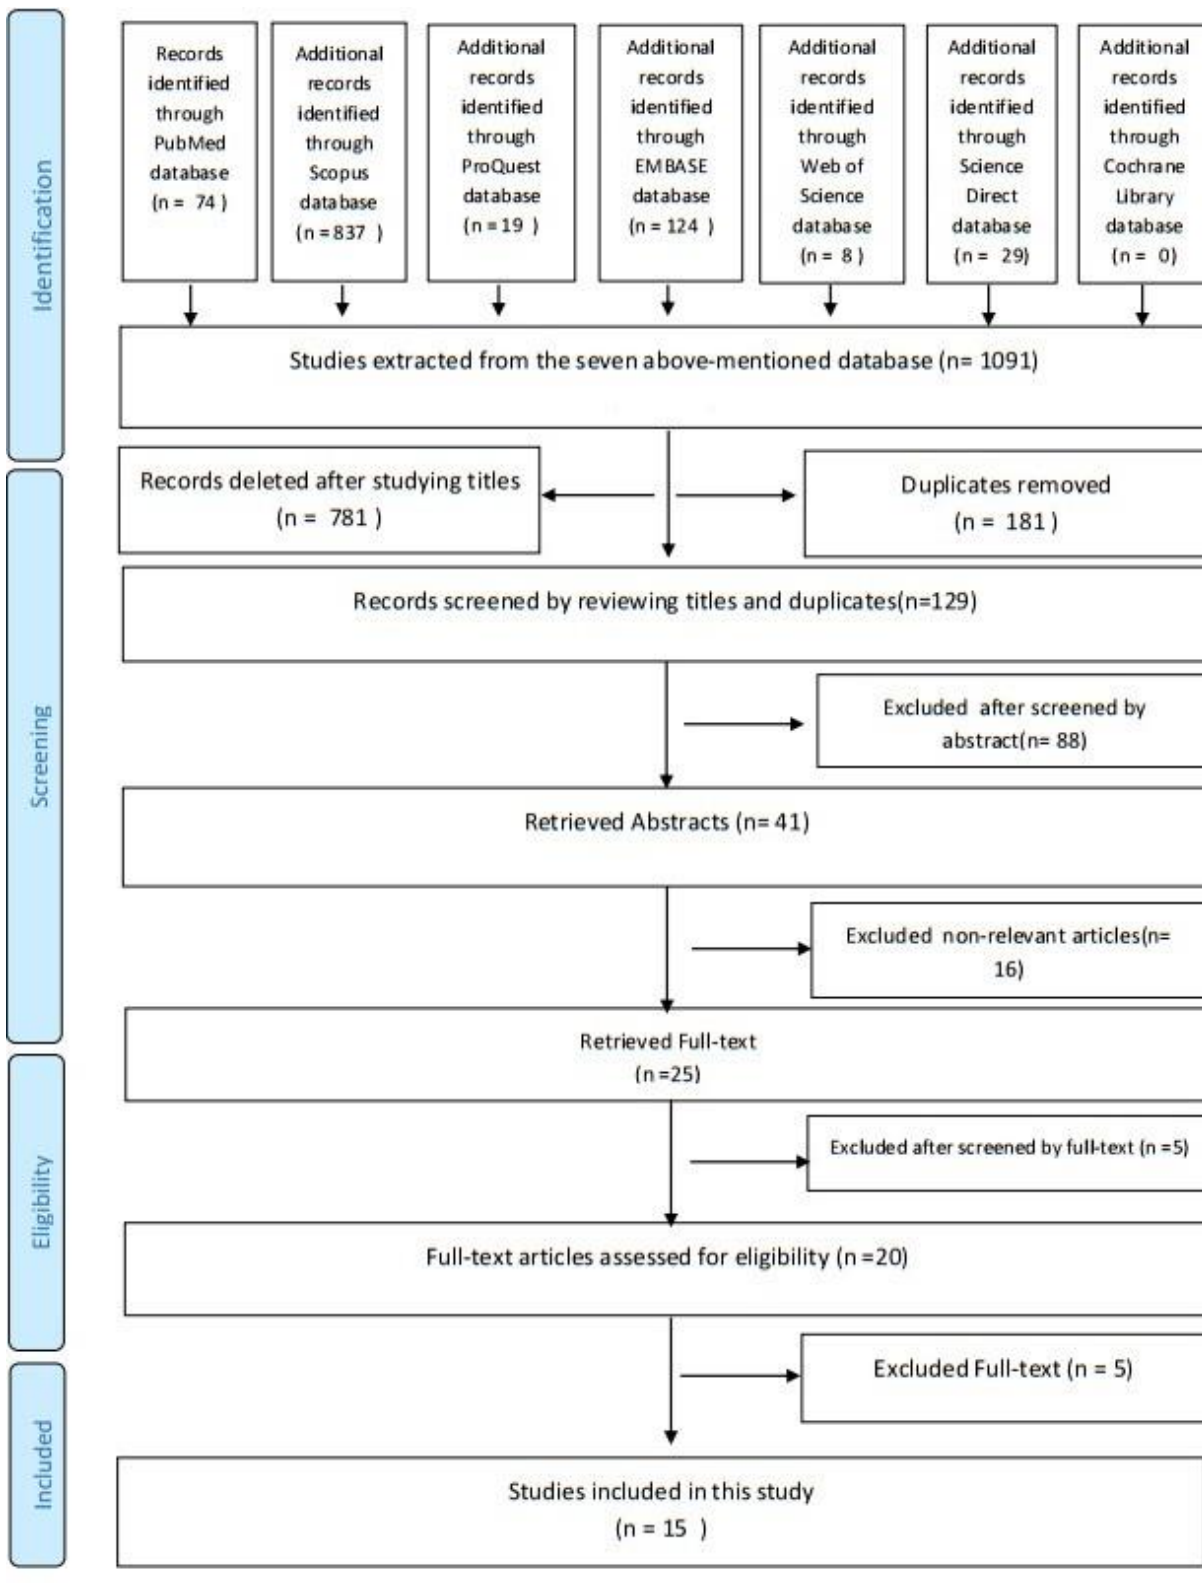 Identification
Records
identified
through
PubMed
database
(n = 74 )
Additional
records
identified
through
Scopus
database
(n =837 )
Additional
records
identified
through
ProQuest
database
(n =19 )
Additional
records
identified
through
EMBASE
database
(n =124 )
Additional
records
identified
through
Web of
Science
database
(n = 8 )
Additional
records
identified
through
Science
Direct
database
(n = 29)
Additional
records
identified
through
Cochrane
Library
database
(n = 0)
Studies extracted from the seven above-mentioned database (n= 1091)
Screening
Records deleted after studying titles
(n = 781 )
Duplicates removed
(n = 181 )
Records screened by reviewing titles and duplicates(n=129)
Excluded after screened by
abstract(n= 88)
Retrieved Abstracts (n= 41)
Excluded non-relevant articles(n=
16)
Retrieved Full-text
(n =25)
Eligibility
Excluded after screened by full-text (n =5)
Full-text articles assessed for eligibility (n =20)
Excluded Full-text (n = 5)
Included
Studies included in this study
(n = 15 )